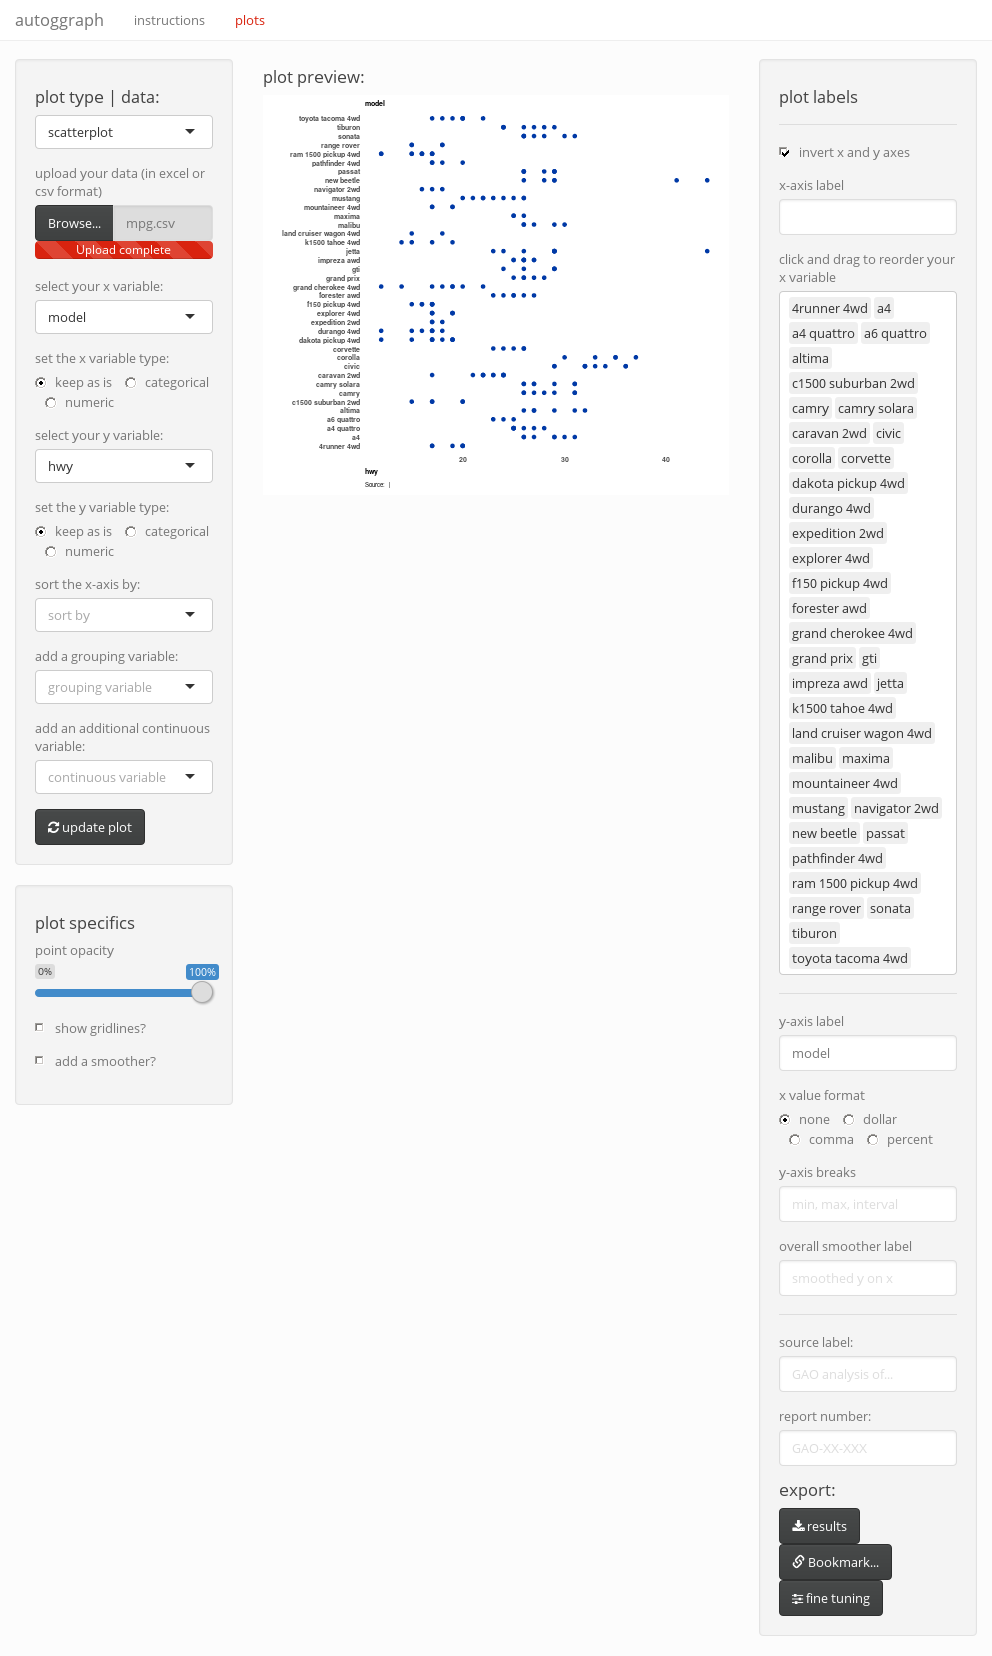 autoggraph instructions plots
plot type | data:
scatterplot
upload your data (in excel or
csv format)
Browse... mpg.csv
Upload complete
select your x variable:
model
set the x variable type:
keep as is categorical
numeric
select your y variable:
hwy
set the y variable type:
keep as is categorical
numeric
sort the x-axis by:
sort by
add a grouping variable:
grouping variable
add an additional continuous
variable:
continuous variable
update plot
plot specifics
point opacity
0% 100%
show gridlines?
add a smoother?
plot preview:
model
toyota tacoma 4wd
tiburon
sonata
range rover
ram 1500 pickup 4wd
pathfinder 4wd
passat
new beetle
navigator 2wd
mustang
mountaineer 4wd
maxima
malibu
land cruiser wagon 4wd
k1500 tahoe 4wd
jetta
impreza awd
gti
grand prix
grand cherokee 4wd
forester awd
f150 pickup 4wd
explorer 4wd
expedition 2wd
durango 4wd
dakota pickup 4wd
corvette
corolla
civic
caravan 2wd
camry solara
camry
c1500 suburban 2wd
altima
a6 quattro
a4 quattro
a4
4runner 4wd
20 30 40
hwy
Source: |
plot labels
invert x and y axes
x-axis label
click and drag to reorder your
x variable
4runner 4wd a4
a4 quattro a6 quattro
altima
c1500 suburban 2wd
camry camry solara
caravan 2wd civic
corolla corvette
dakota pickup 4wd
durango 4wd
expedition 2wd
explorer 4wd
f150 pickup 4wd
forester awd
grand cherokee 4wd
grand prix gti
impreza awd jetta
k1500 tahoe 4wd
land cruiser wagon 4wd
malibu maxima
mountaineer 4wd
mustang navigator 2wd
new beetle passat
pathfinder 4wd
ram 1500 pickup 4wd
range rover sonata
tiburon
toyota tacoma 4wd
y-axis label
model
x value format
none dollar
comma percent
y-axis breaks
min, max, interval
overall smoother label
smoothed y on x
source label:
GAO analysis of...
report number:
GAO-XX-XXX
export:
results
Bookmark...
fine tuning